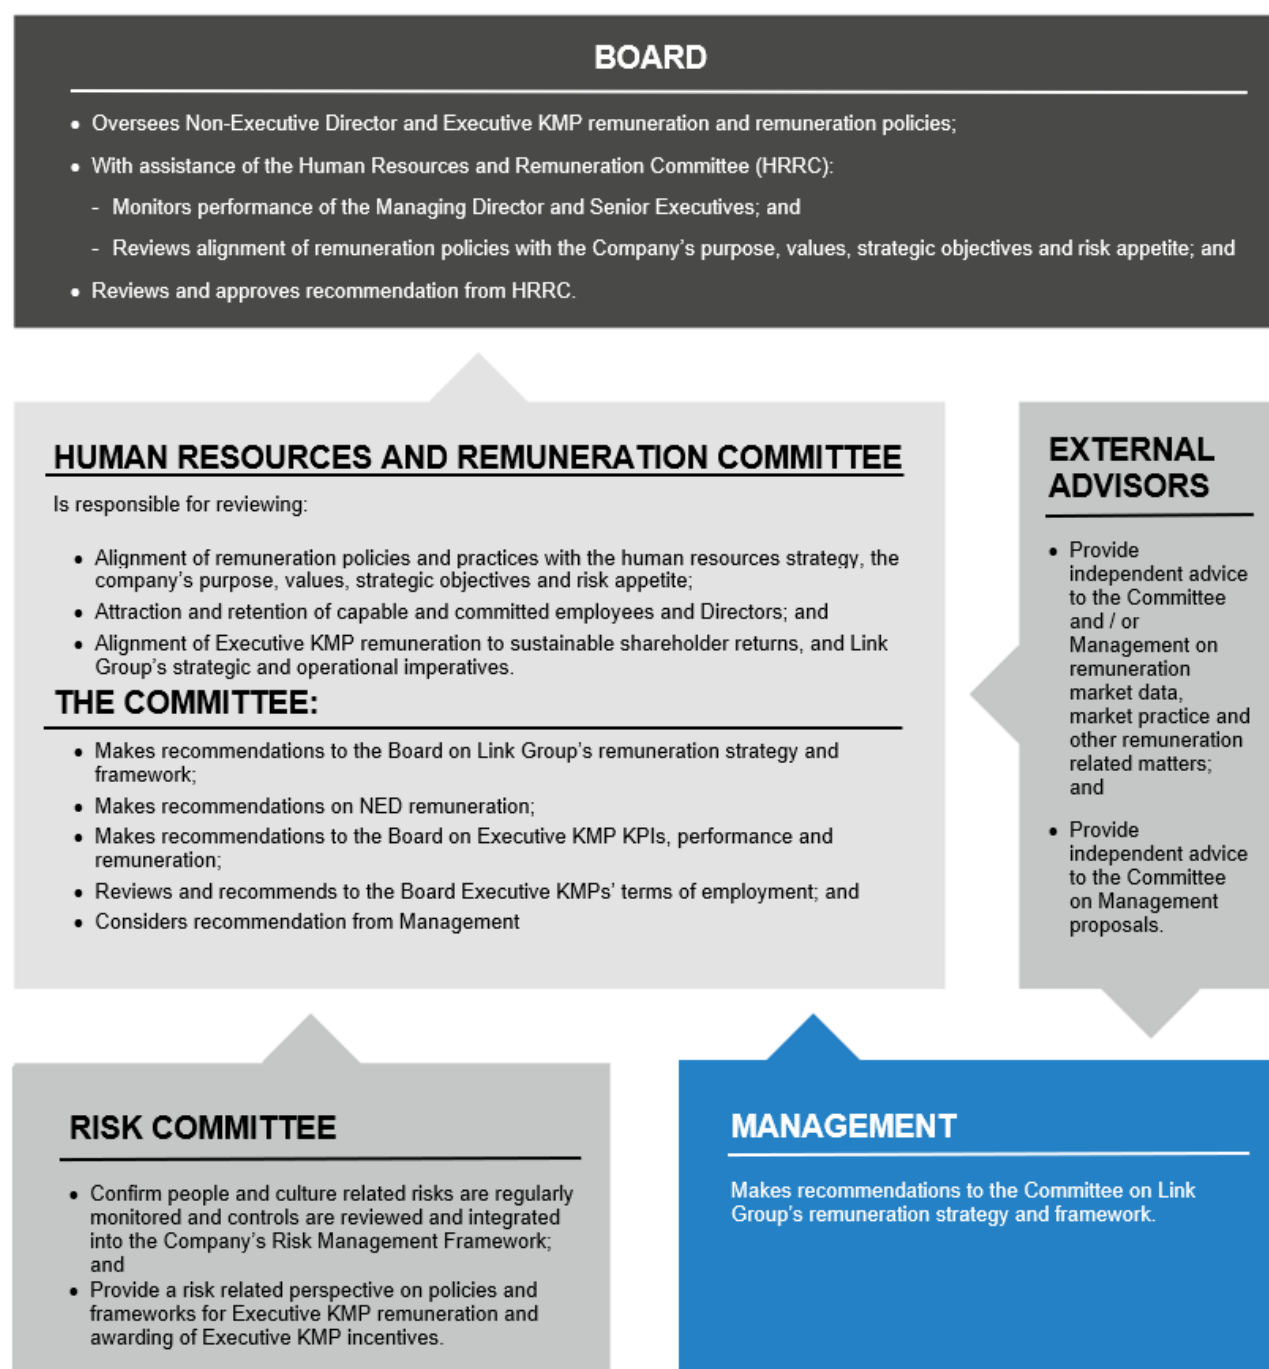 BOARD
• Oversees Non-Executive Director and Executive KMP remuneration and remuneration policies;
• With assistance of the Human Resources and Remuneration Committee (HRRC):
- Monitors performance of the Managing Director and Senior Executives; and
- Reviews alignment of remuneration policies with the Company's purpose, values, strategic objectives and risk appetite; and
• Reviews and approves recommendation from HRRC.
HUMAN RESOURCES AND REMUNERATION COMMITTEE
Is responsible for reviewing:
• Alignment of remuneration policies and practices with the human resources strategy, the
company's purpose, values, strategic objectives and risk appetite;
• Attraction and retention of capable and committed employees and Directors; and
• Alignment of Executive KMP remuneration to sustainable shareholder returns, and Link
Group's strategic and operational imperatives.
THE COMMITTEE:
• Makes recommendations to the Board on Link Group's remuneration strategy and
framework;
• Makes recommendations on NED remuneration;
• Makes recommendations to the Board on Executive KMP KPIs, performance and
remuneration;
• Reviews and recommends to the Board Executive KMPs' terms of employment; and
• Considers recommendation from Management
EXTERNAL
ADVISORS
• Provide
independent advice
to the Committee
and / or
Management on
remuneration
market data,
market practice and
other remuneration
related matters;
and
• Provide
independent advice
to the Committee
on Management
proposals.
RISK COMMITTEE
• Confirm people and culture related risks are regularly
monitored and controls are reviewed and integrated
into the Company's Risk Management Framework;
and
• Provide a risk related perspective on policies and
frameworks for Executive KMP remuneration and
awarding of Executive KMP incentives.
MANAGEMENT
Makes recommendations to the Committee on Link
Group's remuneration strategy and framework.